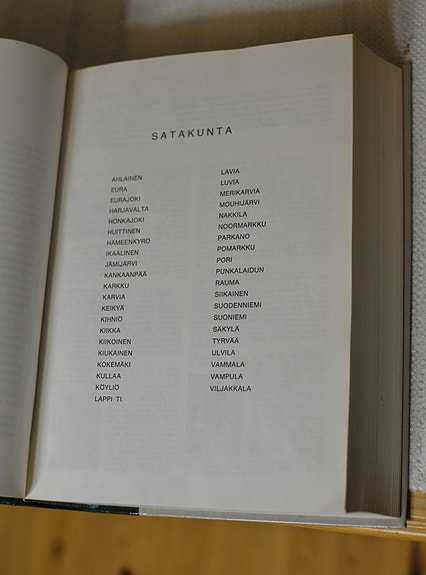 SATAKUNTA
AHLAINEN
EURA
EURAJOKI
HARJAVALTA
HONKAJOKI
HUITTINEN
HÄMEENKYRÖ
IKAALINEN
JÄMIJÄRVI
KANKAANPÄÄ
KARKKU
KARVIA
KEIKYÄ
KIHNIÖ
KIIKKA
KIIKOINEN
KIUKAINEN
KOKEMÄKI
KULLAA
KÖYLIÖ
LAPPI TI.
LAVIA
LUVIA
MERIKARVIA
MOUHIJÄRVI
NAKKILA
NOORMARKKU
PARKANO
POMARKKU
PORI
PUNKALAIDUN
RAUMA
SIIKAINEN
SUODENNIEMI
SUONIEMI
SÄKYLÄ
TYRVÄÄ
ULVILA
VAMMALA
VAMPULA
VILJAKKALA